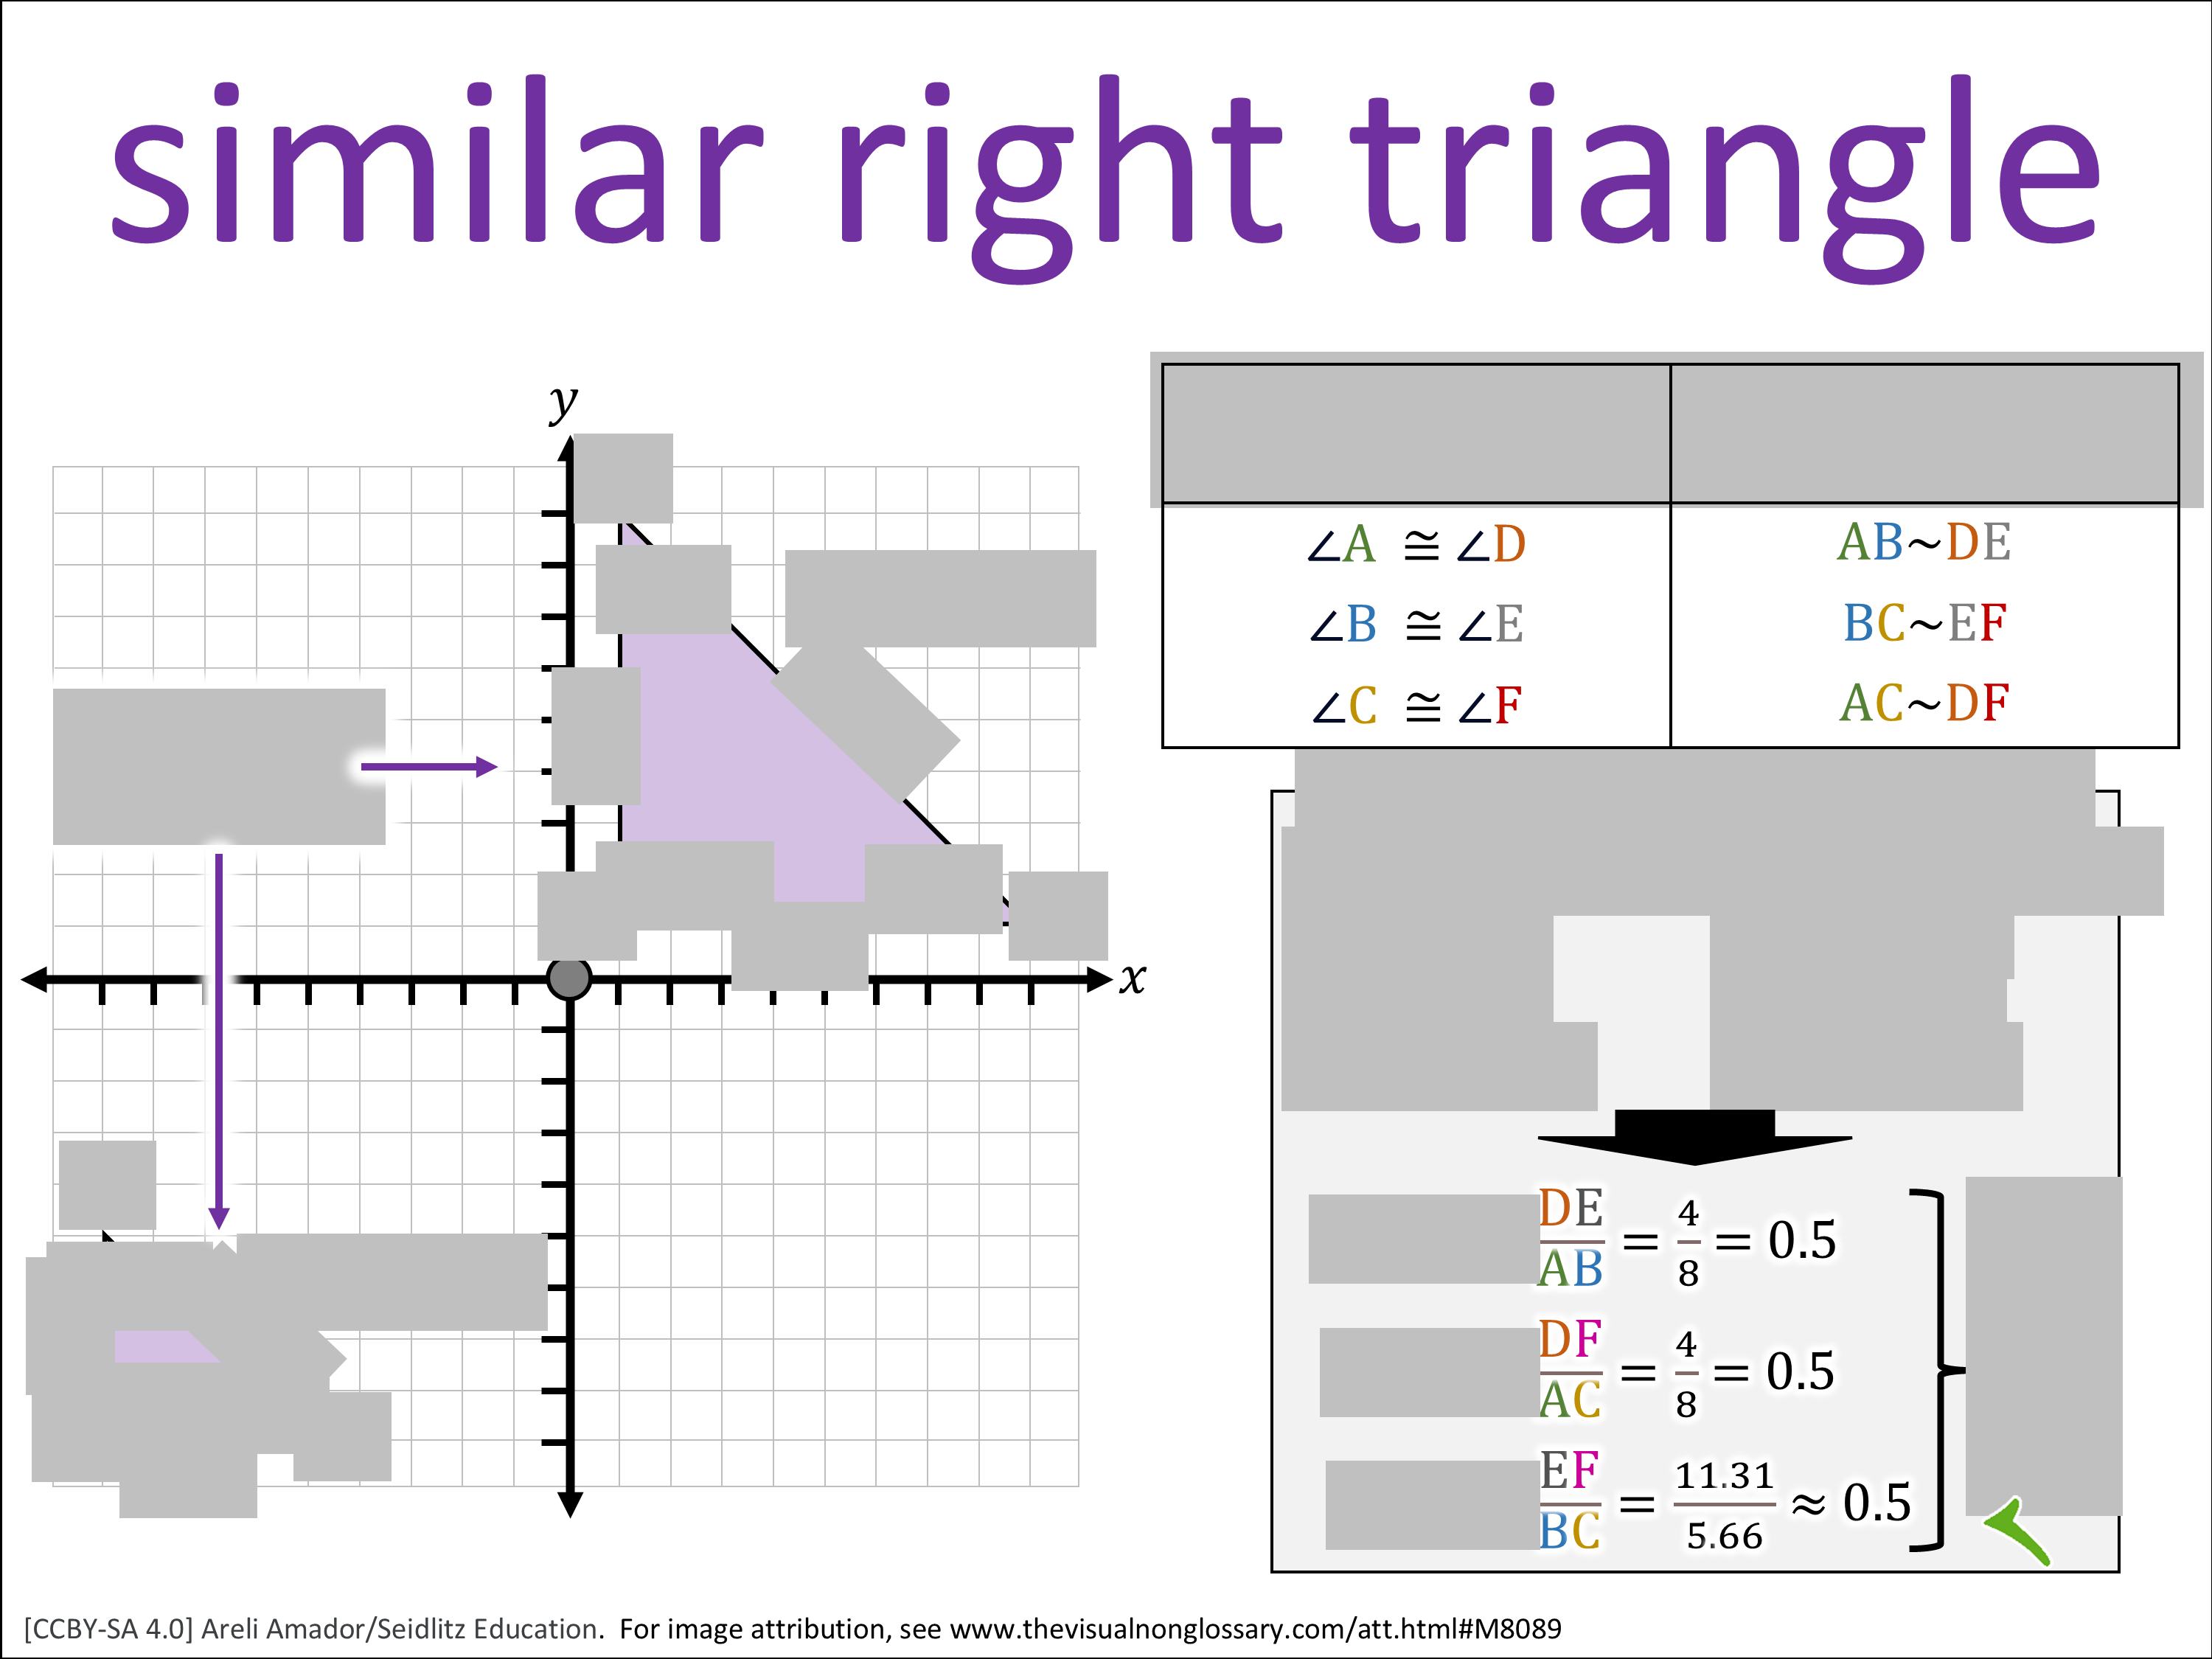 similar right triangle
y
x
∠A ≅ ∠D
AB~DE
∠B ≅ ∠E
BC~EF
∠C ≅ ∠F
AC~DF
DE/AB = 4/8 = 0.5
DF/AC = 4/8 = 0.5
EF/BC = 11.31/5.66 ≈ 0.5
[CCBY-SA 4.0] Areli Amador/Seidlitz Education. For image attribution, see www.thevisualnonglossary.com/att.html#M8089